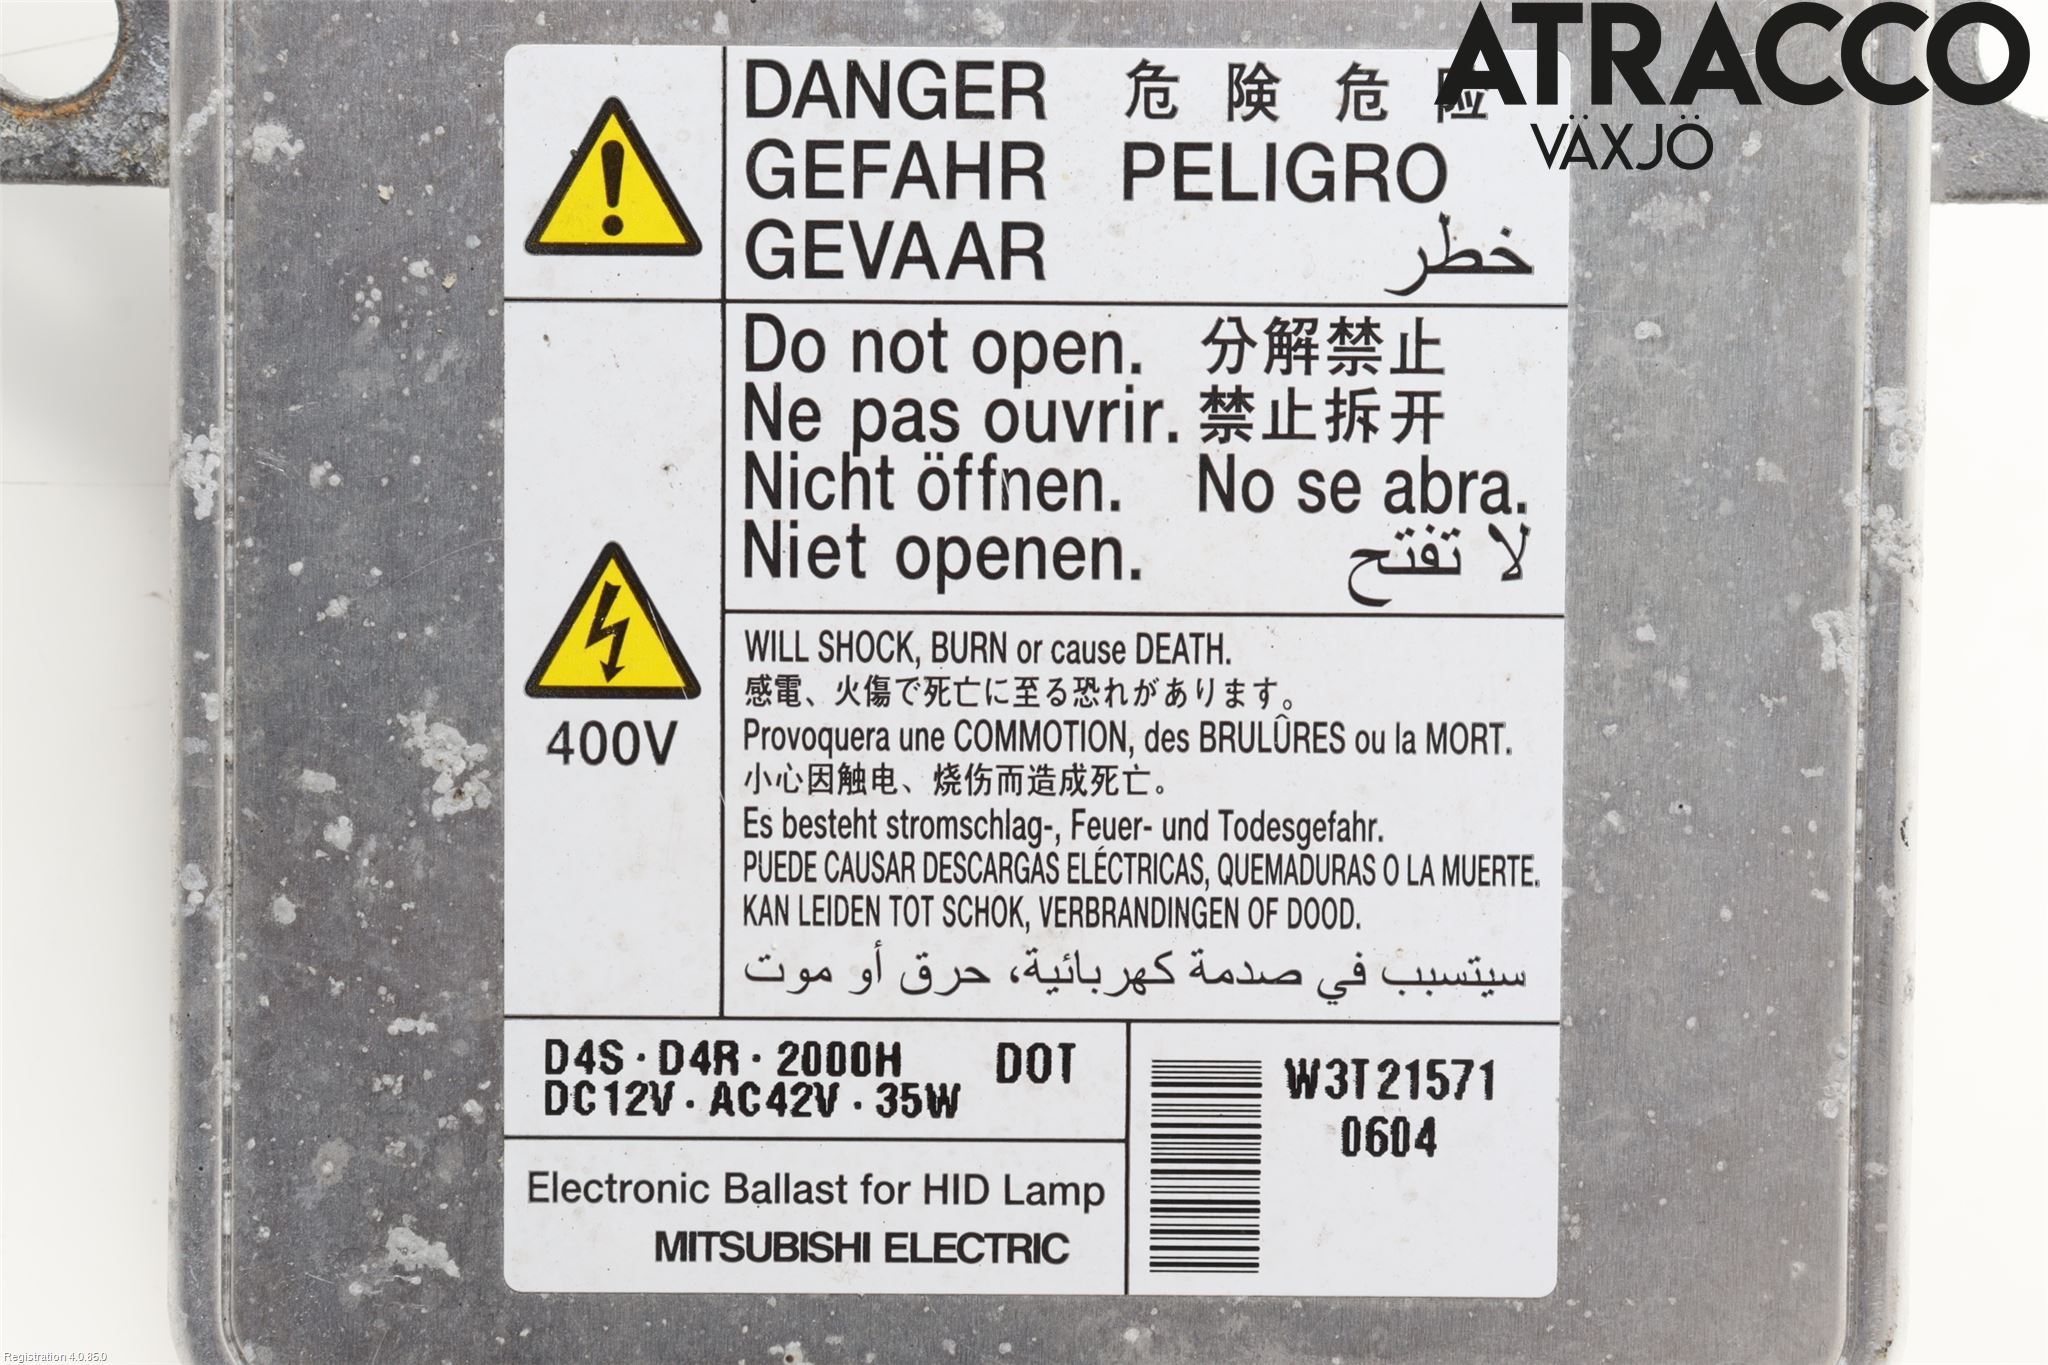 ATRACCO
VÄXJÖ
DANGER 危険 危险
GEFAHR PELIGRO
GEVAAR خطر
Do not open. 分解禁止
Ne pas ouvrir. 禁止拆开
Nicht öffnen. No se abra.
Niet openen. لا تفتح
400V
WILL SHOCK, BURN or cause DEATH.
感電、火傷で死亡に至る恐れがあります。
Provoquera une COMMOTION, des BRULÛRES ou la MORT.
小心因触电、烧伤而造成死亡。
Es besteht stromschlag-, Feuer- und Todesgefahr.
PUEDE CAUSAR DESCARGAS ELÉCTRICAS, QUEMADURAS O LA MUERTE.
KAN LEIDEN TOT SCHOK, VERBRANDINGEN OF DOOD.
سيتسبب في صدمة كهربائية، حرق أو موت
D4S · D4R · 2000H DOT
DC12V · AC42V · 35W
W3T21571
0604
Electronic Ballast for HID Lamp
MITSUBISHI ELECTRIC
Registration 4.0.85.0